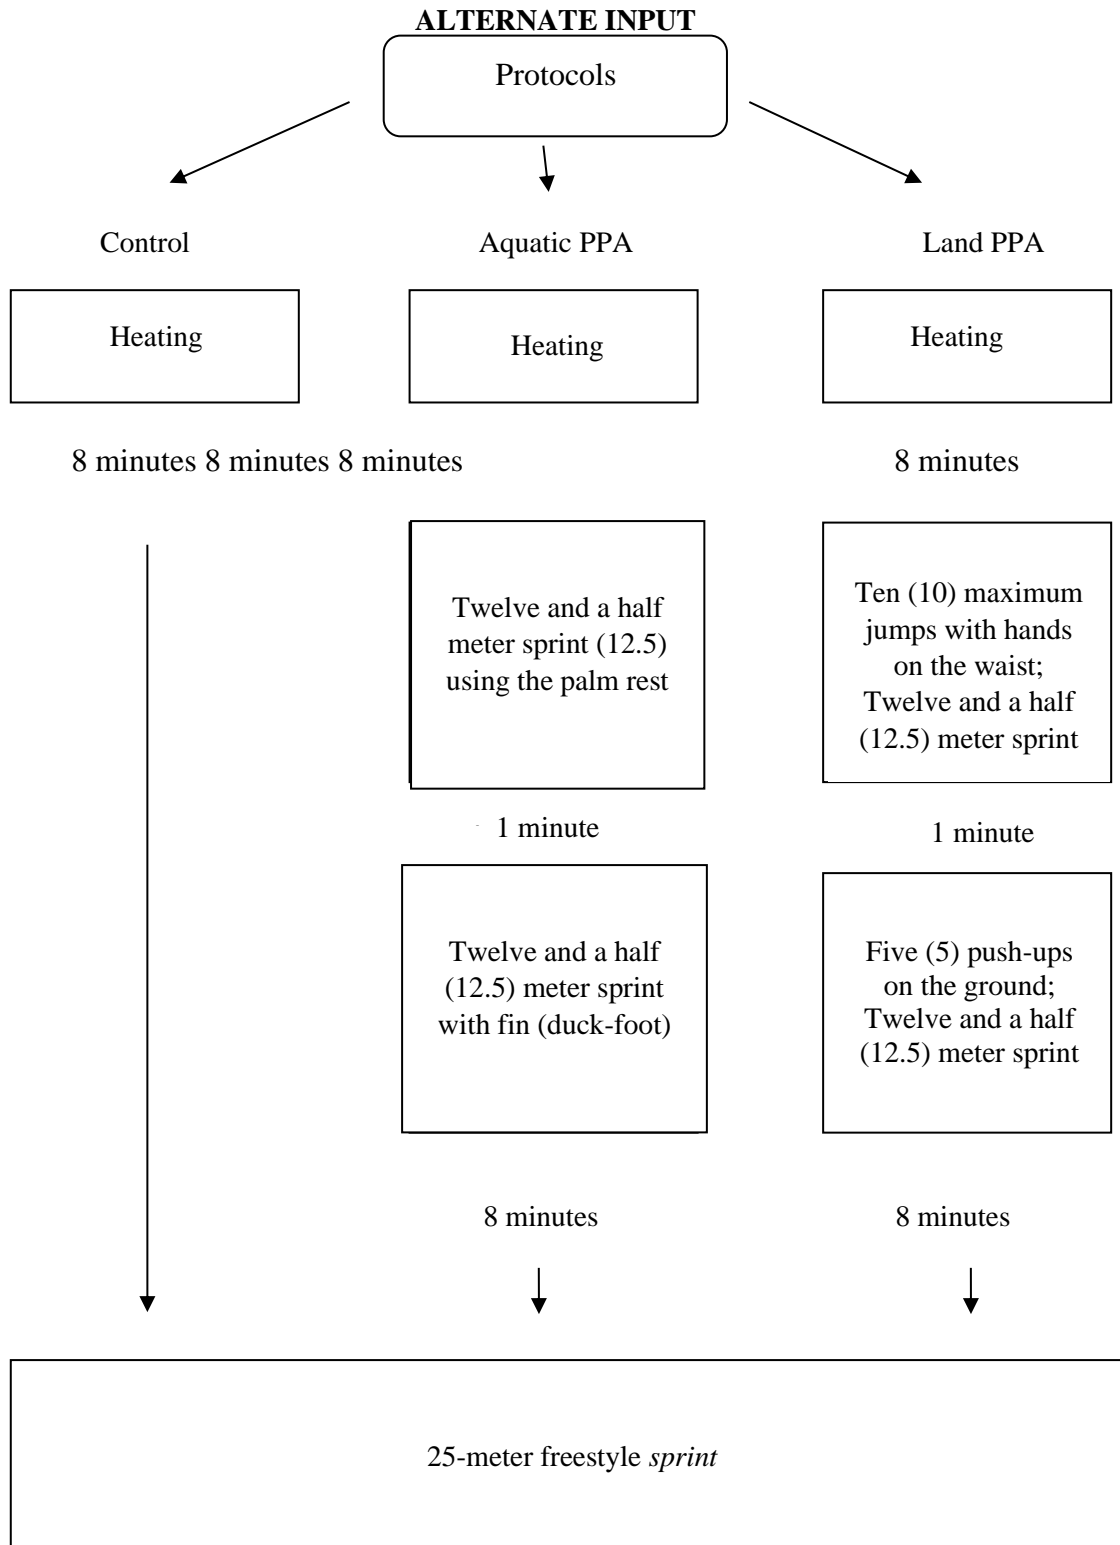 ALTERNATE INPUT
Protocols
Control
Aquatic PPA
Land PPA
Heating
Heating
Heating
8 minutes 8 minutes 8 minutes
8 minutes
Twelve and a half
meter sprint (12.5)
using the palm rest
Ten (10) maximum
jumps with hands
on the waist;
Twelve and a half
(12.5) meter sprint
1 minute
1 minute
Twelve and a half
(12.5) meter sprint
with fin (duck-foot)
Five (5) push-ups
on the ground;
Twelve and a half
(12.5) meter sprint
8 minutes
8 minutes
25-meter freestyle sprint